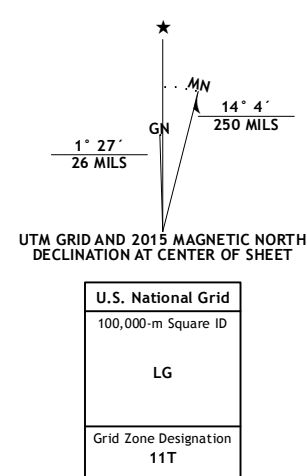 ★
MN
GN
14° 4´
250 MILS
1° 27´
26 MILS
UTM GRID AND 2015 MAGNETIC NORTH
DECLINATION AT CENTER OF SHEET
U.S. National Grid
100,000-m Square ID
LG
Grid Zone Designation
11T